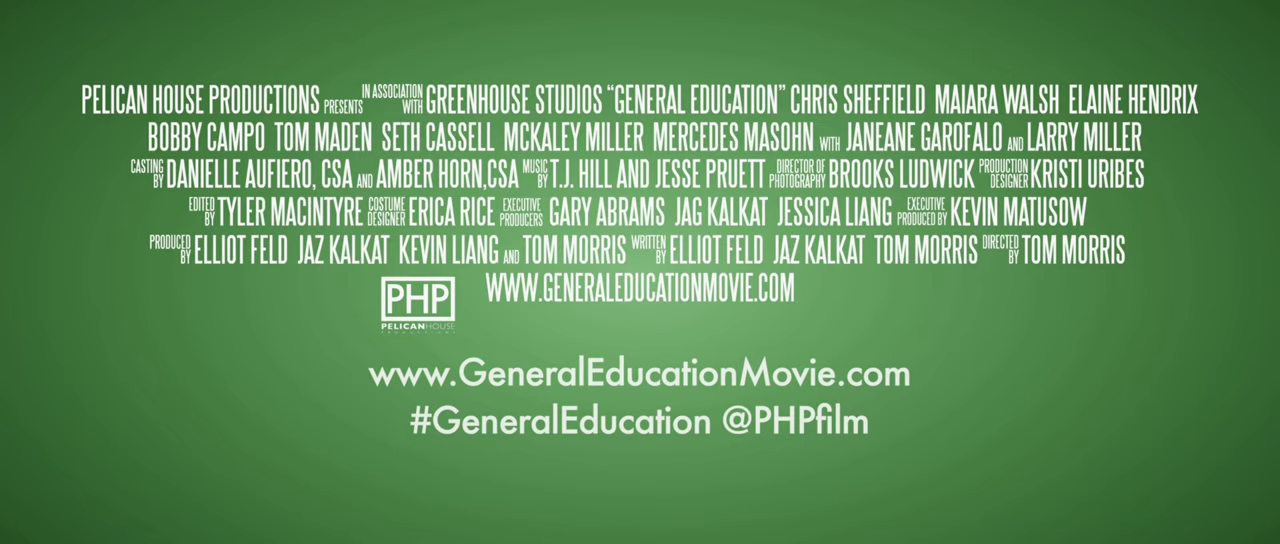 PELICAN HOUSE PRODUCTIONS PRESENTS IN ASSOCIATION WITH GREENHOUSE STUDIOS “GENERAL EDUCATION” CHRIS SHEFFIELD MAIARA WALSH ELAINE HENDRIX
BOBBY CAMPO TOM MADEN SETH CASSELL MCKALEY MILLER MERCEDES MASOHN WITH JANEANE GAROFALO AND LARRY MILLER
CASTING BY DANIELLE AUFIERO, CSA AND AMBER HORN,CSA MUSIC BY T.J. HILL AND JESSE PRUETT DIRECTOR OF PHOTOGRAPHY BROOKS LUDWICK PRODUCTION DESIGNER KRISTI URIBES
EDITED BY TYLER MACINTYRE COSTUME DESIGNER ERICA RICE EXECUTIVE PRODUCERS GARY ABRAMS JAG KALKAT JESSICA LIANG EXECUTIVE PRODUCED BY KEVIN MATUSOW
PRODUCED BY ELLIOT FELD JAZ KALKAT KEVIN LIANG AND TOM MORRIS WRITTEN BY ELLIOT FELD JAZ KALKAT TOM MORRIS DIRECTED BY TOM MORRIS
PHP WWW.GENERALEDUCATIONMOVIE.COM
PELICANHOUSE
PRODUCTIONS
www.GeneralEducationMovie.com
#GeneralEducation @PHPfilm